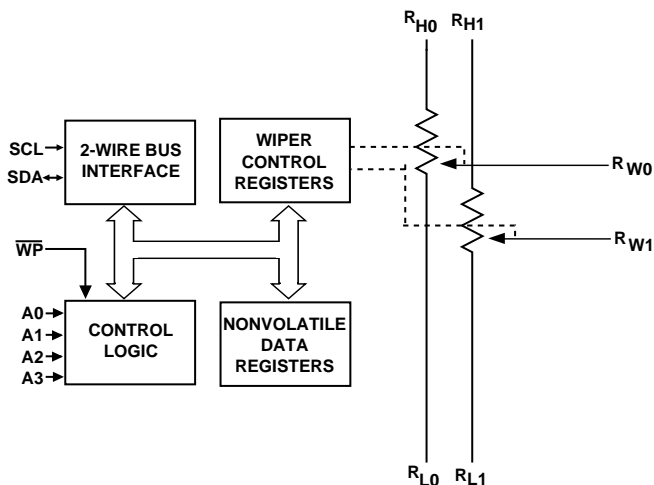 RH0 RH1
SCL
SDA
2-WIRE BUS
INTERFACE
WIPER
CONTROL
REGISTERS
RW0
RW1
WP
A0
A1
A2
A3
CONTROL
LOGIC
NONVOLATILE
DATA
REGISTERS
RL0 RL1